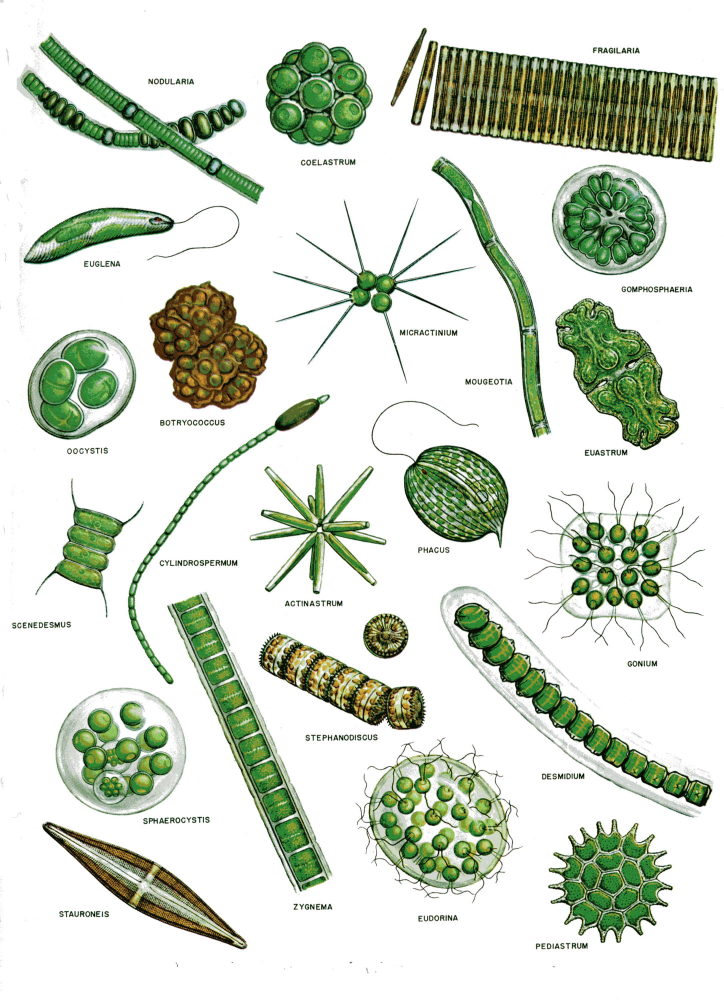 FRAGILARIA
NODULARIA
COELASTRUM
EUGLENA
GOMPHOSPHAERIA
MICRACTINIUM
MOUGEOTIA
BOTRYOCOCCUS
OOCYSTIS
EUASTRUM
PHACUS
CYLINDROSPERMUM
ACTINASTRUM
SCENEDESMUS
GONIUM
STEPHANODISCUS
DESMIDIUM
SPHAEROCYSTIS
ZYGNEMA
STAURONEIS
EUDORINA
PEDIASTRUM